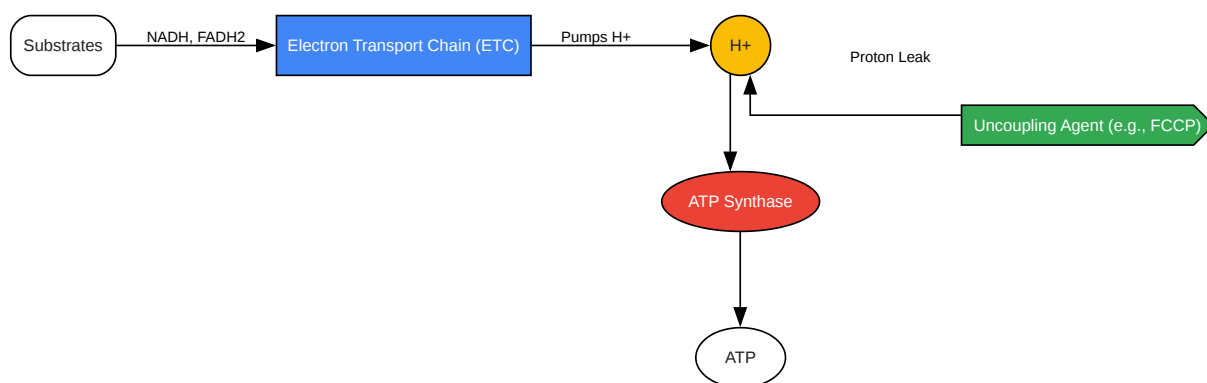 Substrates
NADH, FADH2
Electron Transport Chain (ETC)
Pumps H+
H+
Proton Leak
Uncoupling Agent (e.g., FCCP)
ATP Synthase
ATP